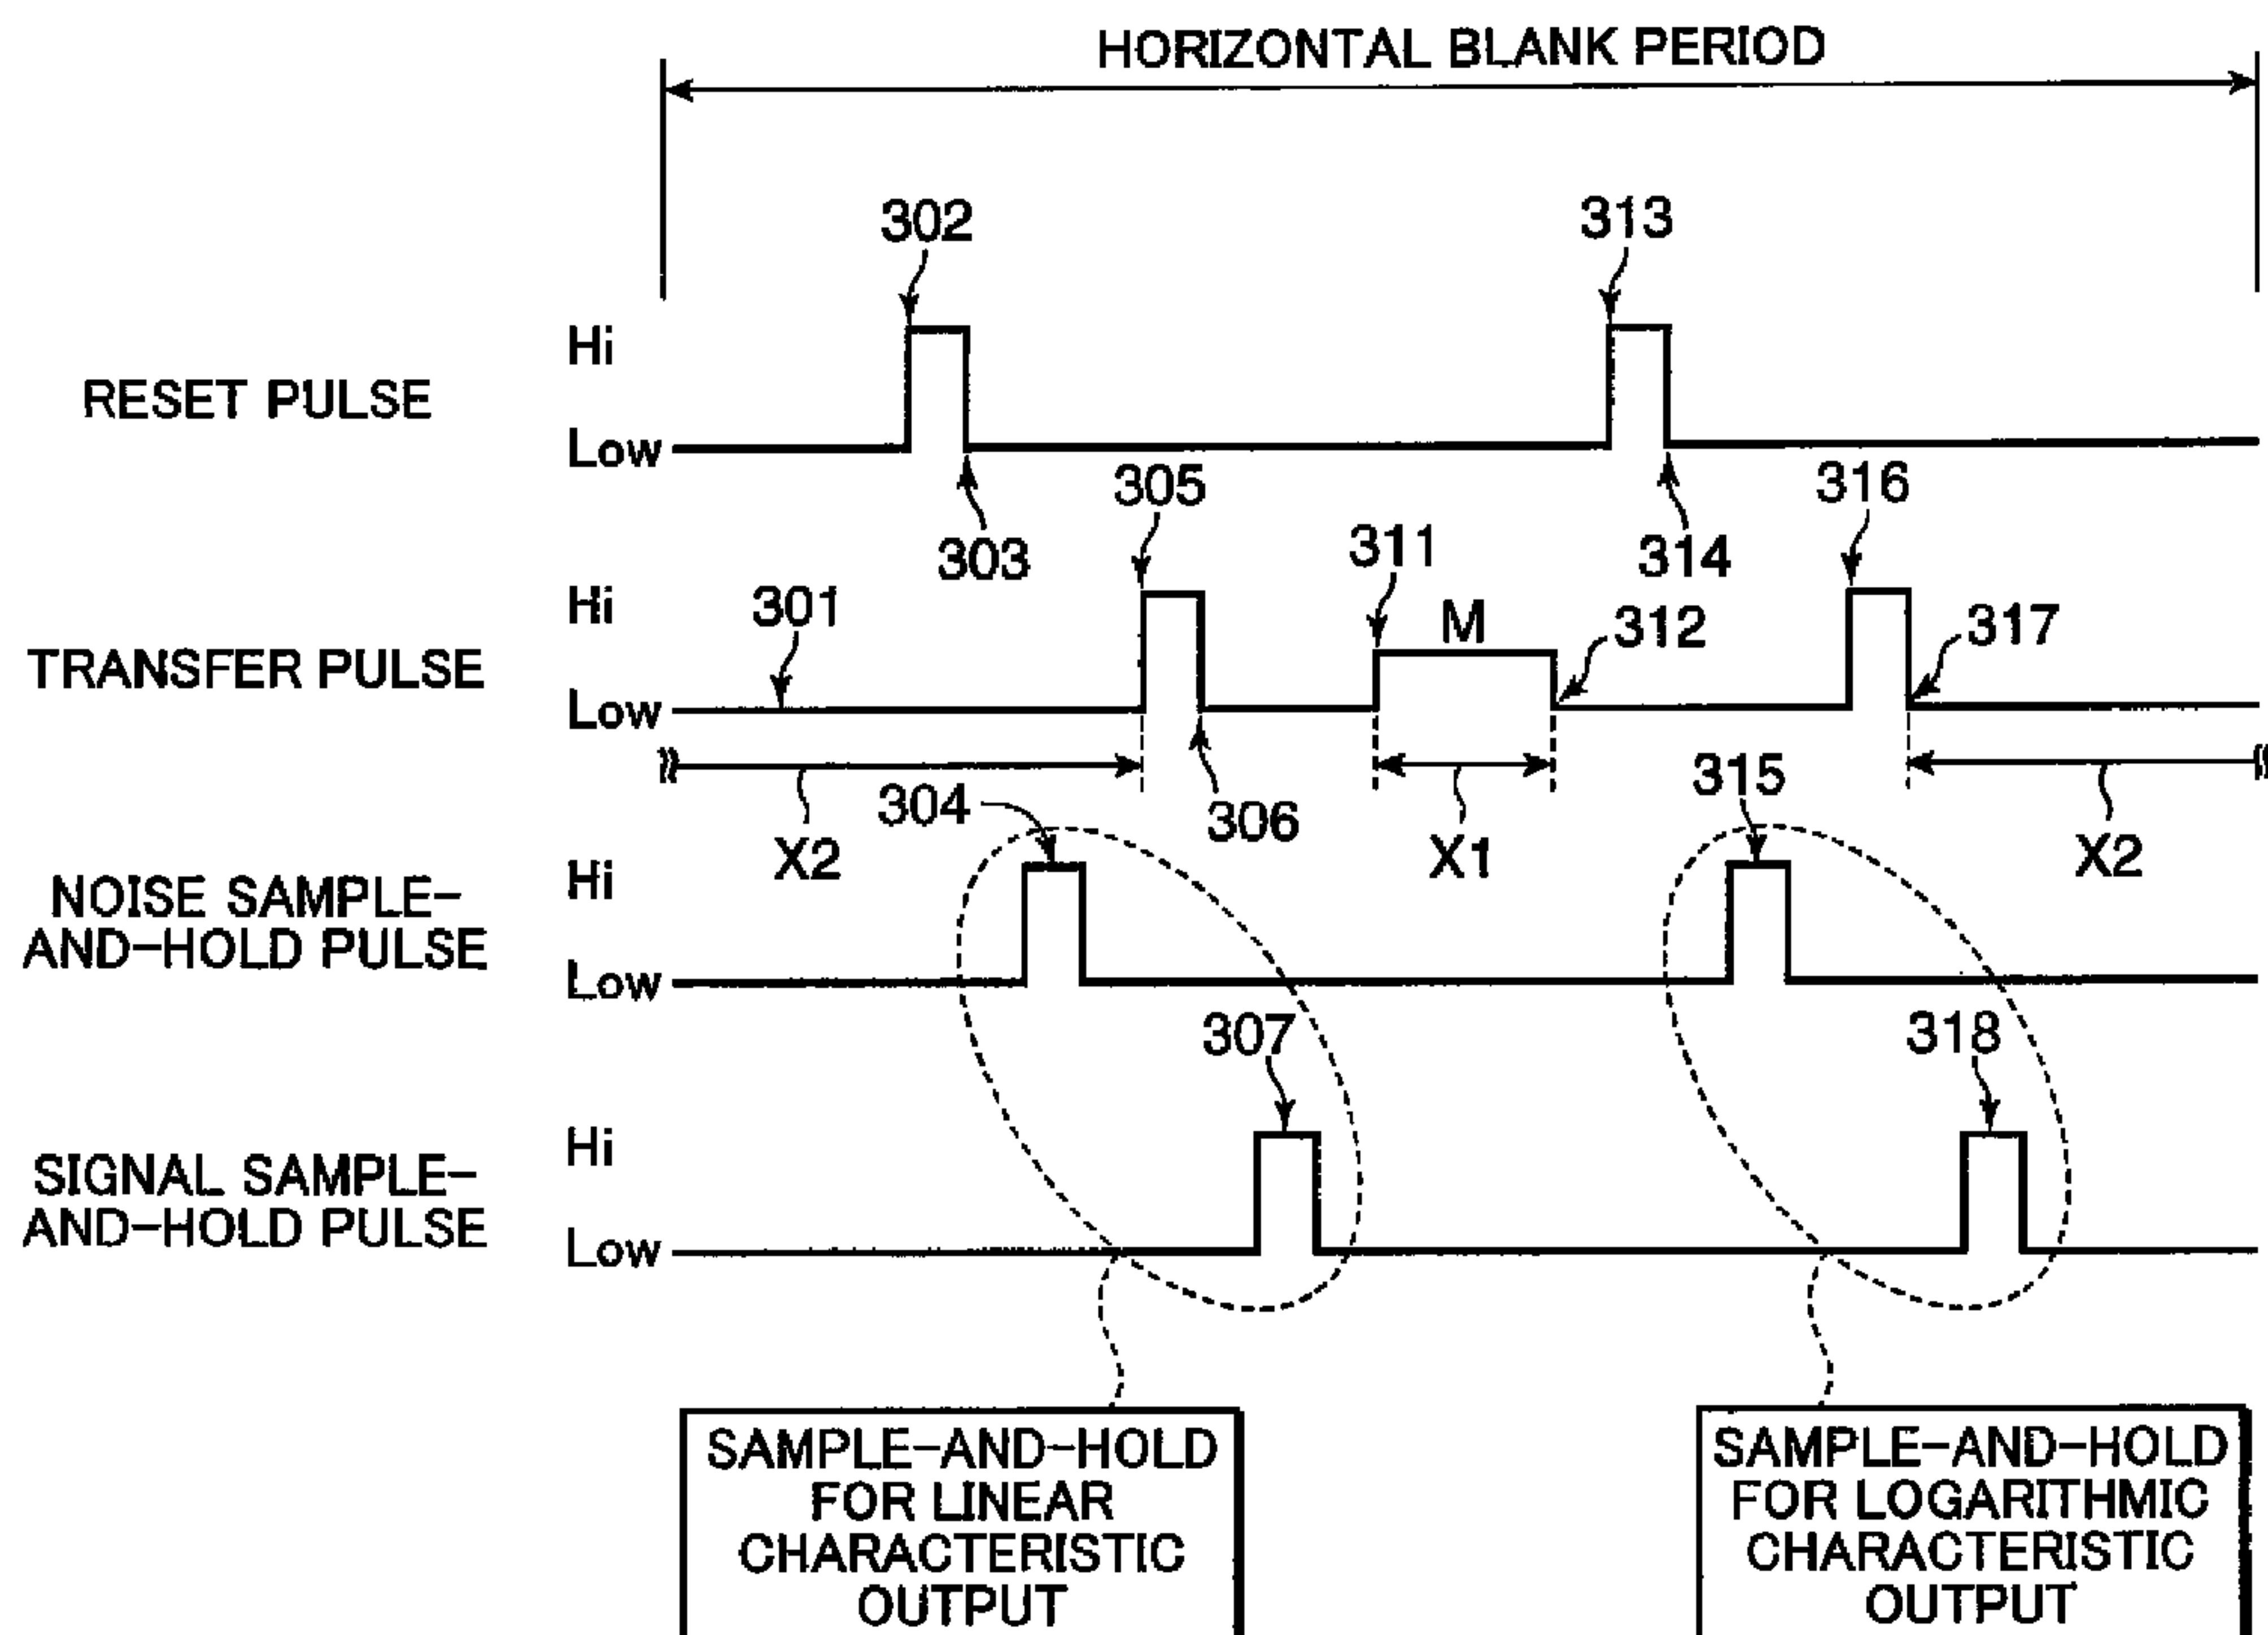 HORIZONTAL BLANK PERIOD
302
313
Hi
RESET PULSE
Low
303
314
305
316
311
M
312
317
Hi
301
TRANSFER PULSE
Low
X2
306
X1
X2
304
315
Hi
NOISE SAMPLE-
AND-HOLD PULSE
Low
307
318
Hi
SIGNAL SAMPLE-
AND-HOLD PULSE
Low
SAMPLE-AND-HOLD
FOR LINEAR
CHARACTERISTIC
OUTPUT
SAMPLE-AND-HOLD
FOR LOGARITHMIC
CHARACTERISTIC
OUTPUT